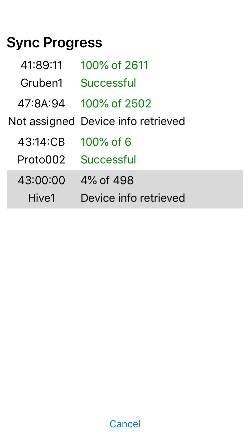 Sync Progress
41:89:11 100% of 2611
Gruben1 Successful
47:8A:94 100% of 2502
Not assigned Device info retrieved
43:14:CB 100% of 6
Proto002 Successful
43:00:00 4% of 498
Hive1 Device info retrieved
Cancel